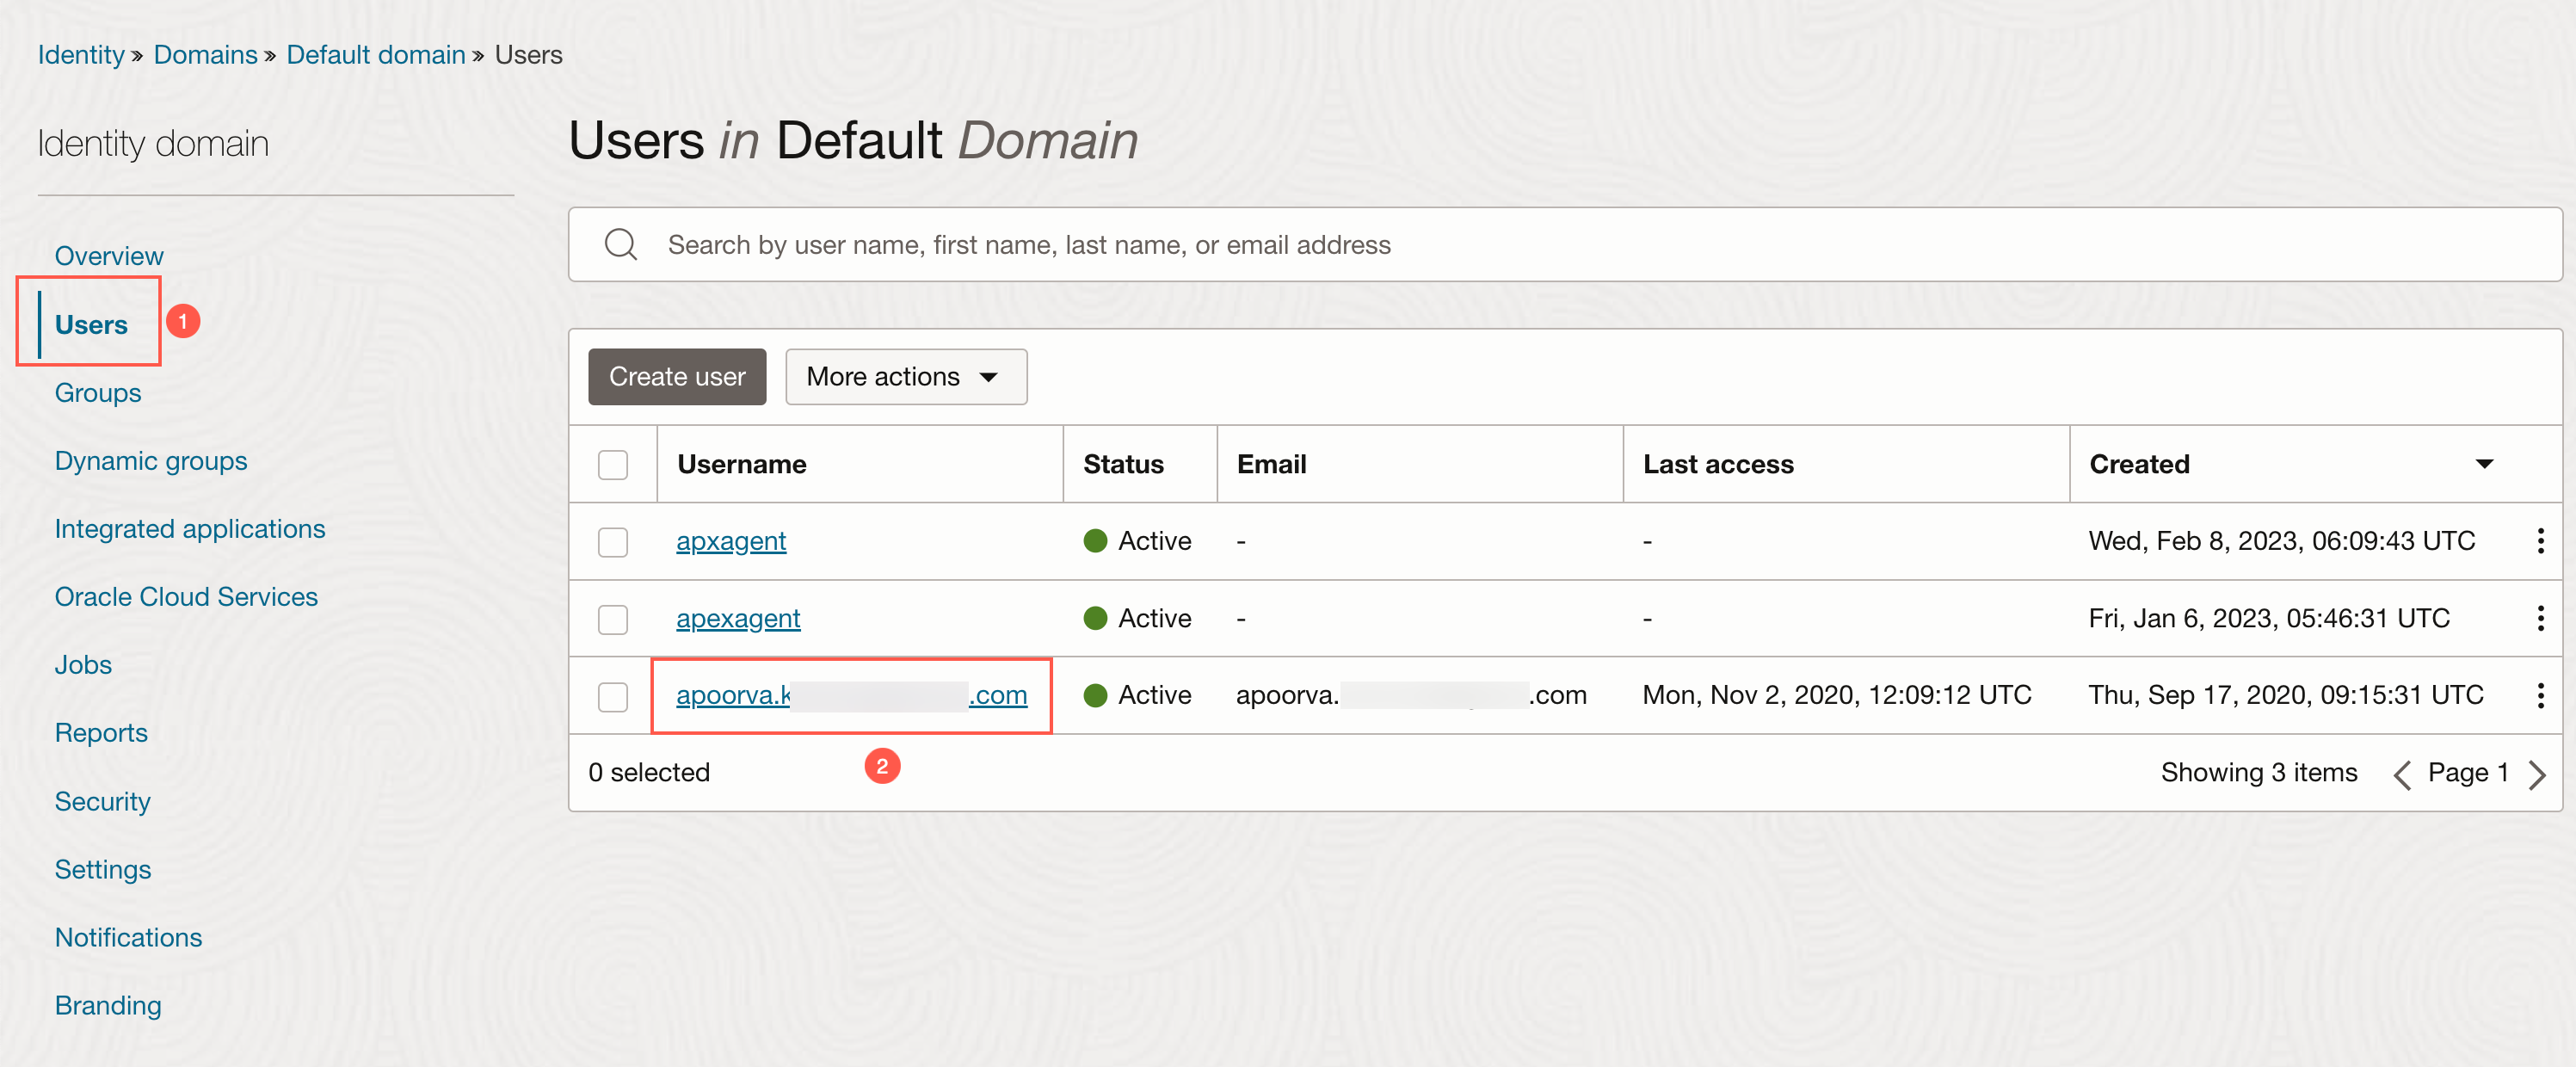 Identity » Domains » Default domain » Users
Identity domain
Overview
Users
1
Groups
Dynamic groups
Integrated applications
Oracle Cloud Services
Jobs
Reports
Security
Settings
Notifications
Branding
Users in Default Domain
Search by user name, first name, last name, or email address
Create user More actions
Username Status Email Last access Created
apxagent Active - - Wed, Feb 8, 2023, 06:09:43 UTC
apexagent Active - - Fri, Jan 6, 2023, 05:46:31 UTC
apoorva.k .com Active apoorva. .com Mon, Nov 2, 2020, 12:09:12 UTC Thu, Sep 17, 2020, 09:15:31 UTC
2
0 selected Showing 3 items Page 1